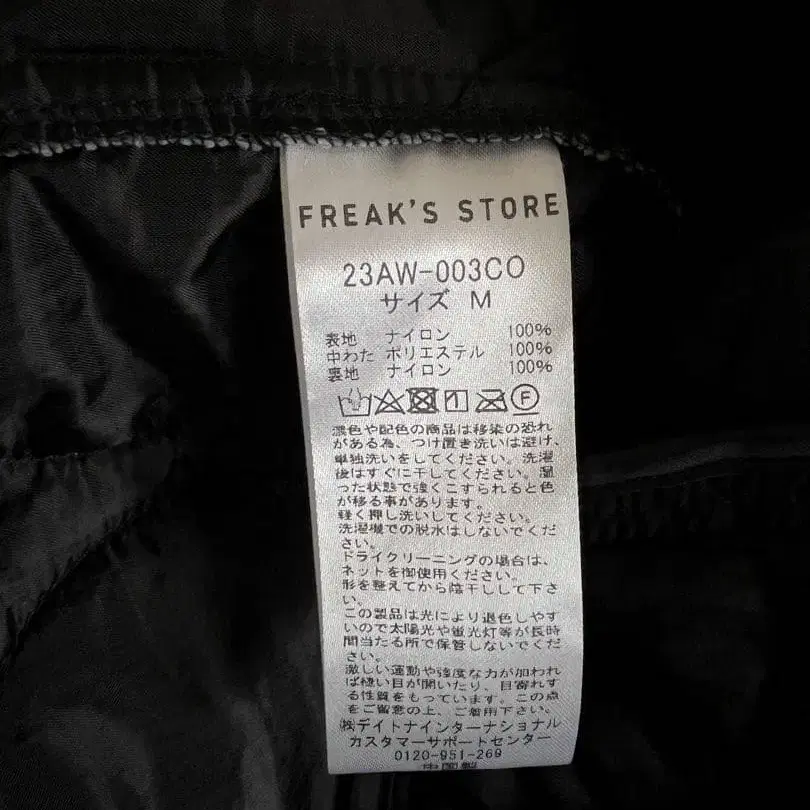 FREAK'S STORE
23AW-003CO
サイズ M
表地 ナイロン 100%
中わた ポリエステル 100%
裏地 ナイロン 100%
F
濃色や配色の商品は移染の恐れ
がある為、つけ置き洗いは避け、
単独洗いをしてください。洗濯
後はすぐに干してください。湿
った状態で強くこすられると色
が移る事があります。
軽く押し洗いしてください。
洗濯機での脱水はしないでくだ
さい。
ドライクリーニングの場合は、
ネットを御使用ください。
形を整えてから陰干しして下さ
い。
この製品は光により退色しやす
いので太陽光や蛍光灯等が長時
間当たる所で保管しないでくだ
さい。
激しい運動や強度な力が加われ
ば縫い目が開いたり、目寄れす
る性質をもっています。この点
をご留意の上、ご着用下さい。
㈱デイトナインターナショナル
カスタマーサポートセンター
0120-951-269
中国製